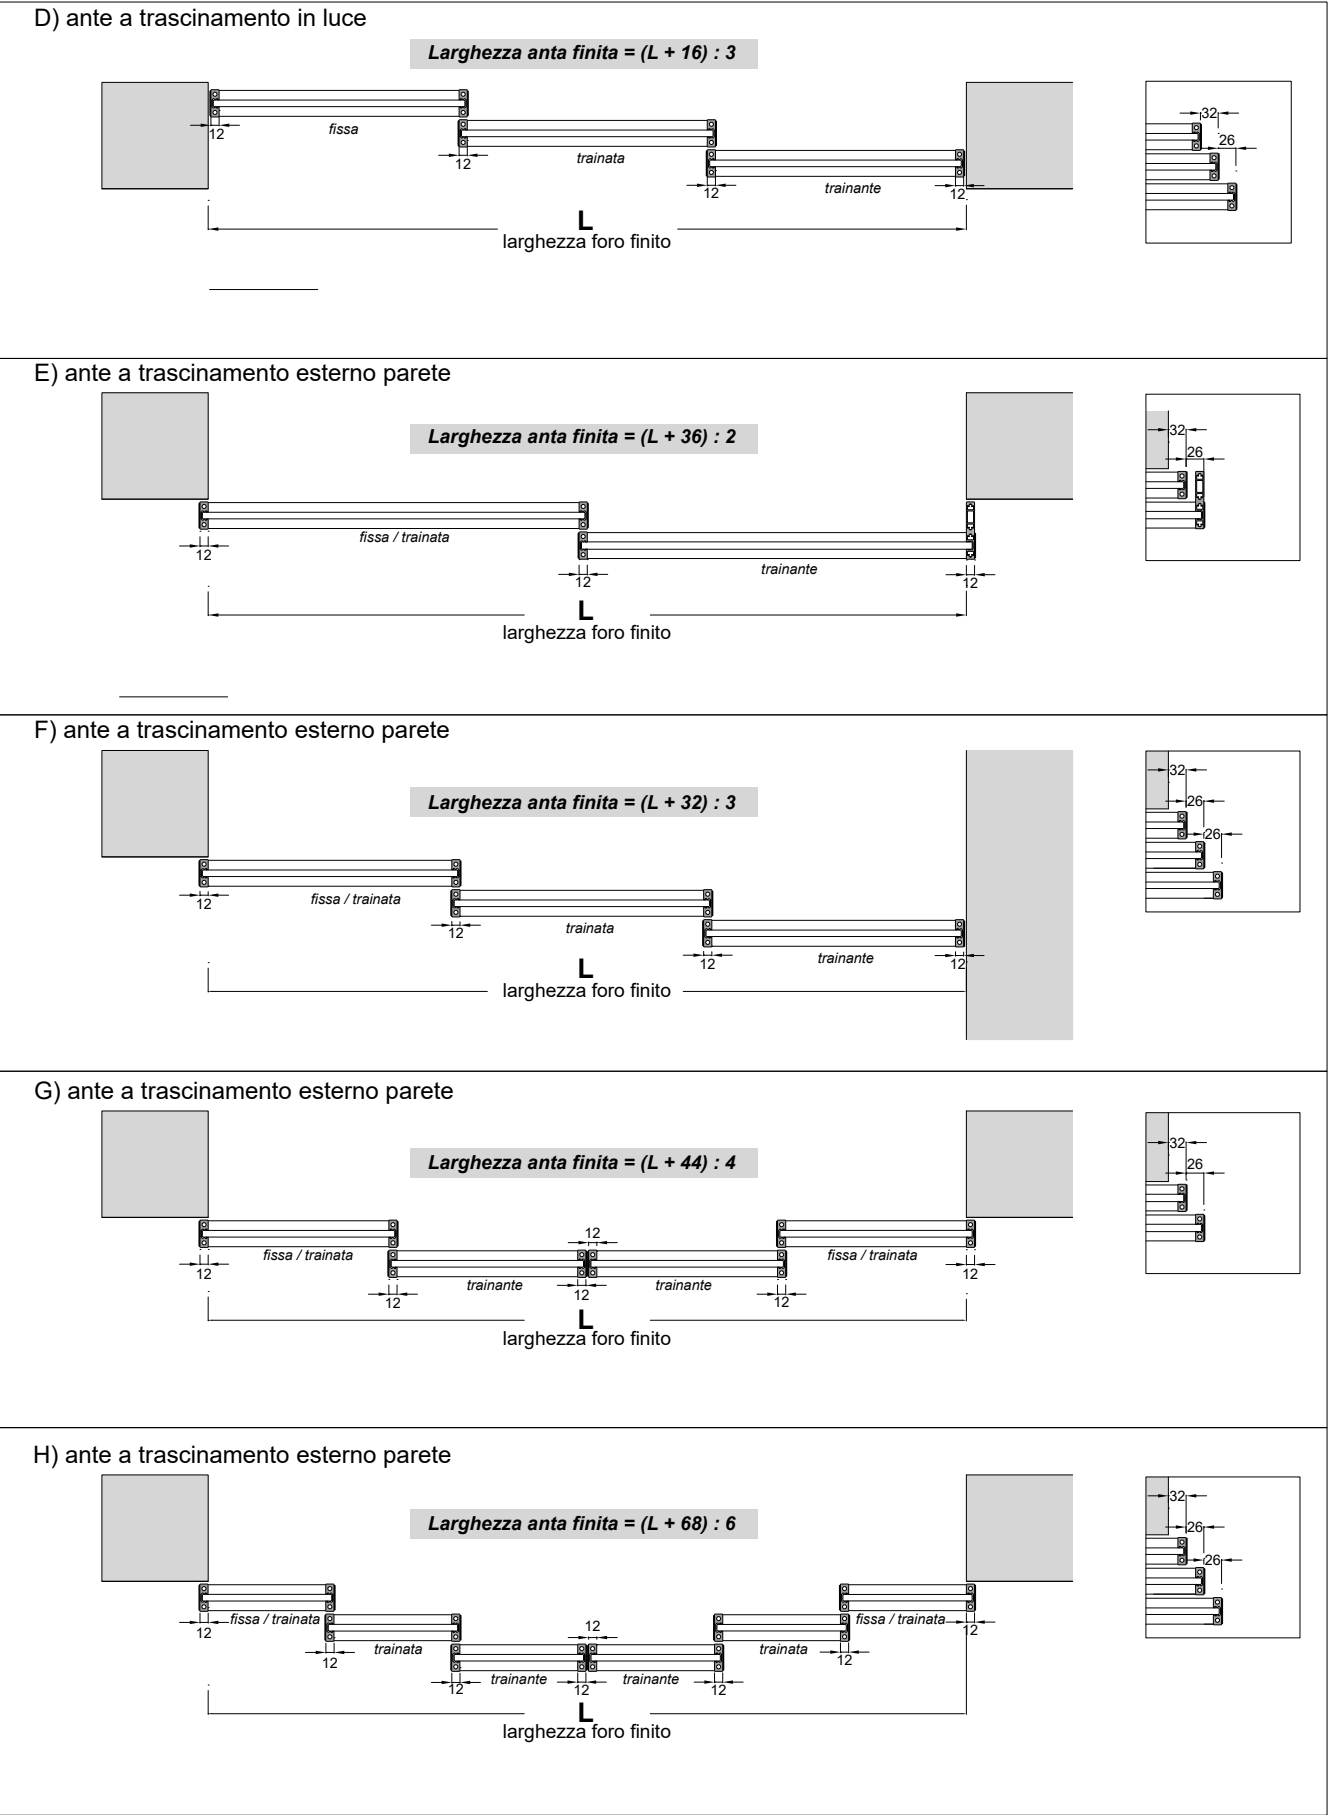 D) ante a trascinamento in luce
Larghezza anta finita = (L + 16) : 3
12
fissa
12
trainata
12
trainante
12
L
larghezza foro finito
32
26
E) ante a trascinamento esterno parete
Larghezza anta finita = (L + 36) : 2
12
fissa / trainata
12
trainante
12
L
larghezza foro finito
32
26
F) ante a trascinamento esterno parete
Larghezza anta finita = (L + 32) : 3
12
fissa / trainata
12
trainata
12
trainante
12
L
larghezza foro finito
32
26
26
G) ante a trascinamento esterno parete
Larghezza anta finita = (L + 44) : 4
12
fissa / trainata
12
trainante
12
12
trainante
12
fissa / trainata
12
L
larghezza foro finito
32
26
H) ante a trascinamento esterno parete
Larghezza anta finita = (L + 68) : 6
12
fissa / trainata
12
trainata
12
trainante
12
12
trainante
12
trainata
12
fissa / trainata
12
L
larghezza foro finito
32
26
26